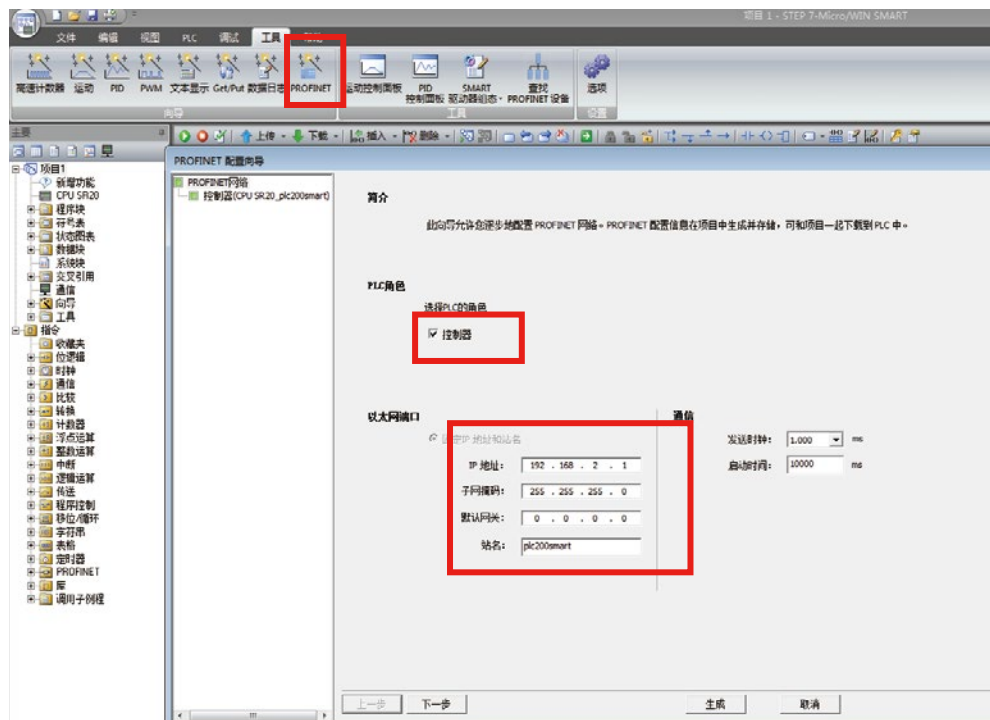 项目 1 - STEP 7-Micro/WIN SMART
文件 编辑 视图 PLC 调试 工具
高速计数器 运动 PID PWM 文本显示 Get/Put 数据日志 PROFINET
运动控制面板 PID 控制面板 SMART 驱动器组态 查找 PROFINET 设备 选项
向导 工具 设置
主要
上传 下载 插入 删除
项目1
新增功能
CPU SR20
程序块
符号表
状态图表
数据块
系统块
交叉引用
通信
向导
工具
指令
收藏夹
位逻辑
时钟
通信
比较
转换
计数器
浮点运算
整数运算
中断
逻辑运算
传送
程序控制
移位/循环
字符串
表格
定时器
PROFINET
库
调用子例程
PROFINET 配置向导
PROFINET网络
控制器(CPU SR20_plc200smart)
简介
此向导允许您逐步地配置 PROFINET 网络。PROFINET 配置信息在项目中生成并存储，可和项目一起下载到 PLC 中。
PLC角色
选择PLC的角色
控制器
以太网端口
固定IP 地址和站名
IP 地址: 192 . 168 . 2 . 1
子网掩码: 255 . 255 . 255 . 0
默认网关: 0 . 0 . 0 . 0
站名: plc200smart
通信
发送时钟: 1.000 ms
启动时间: 10000 ms
上一步 下一步 生成 取消